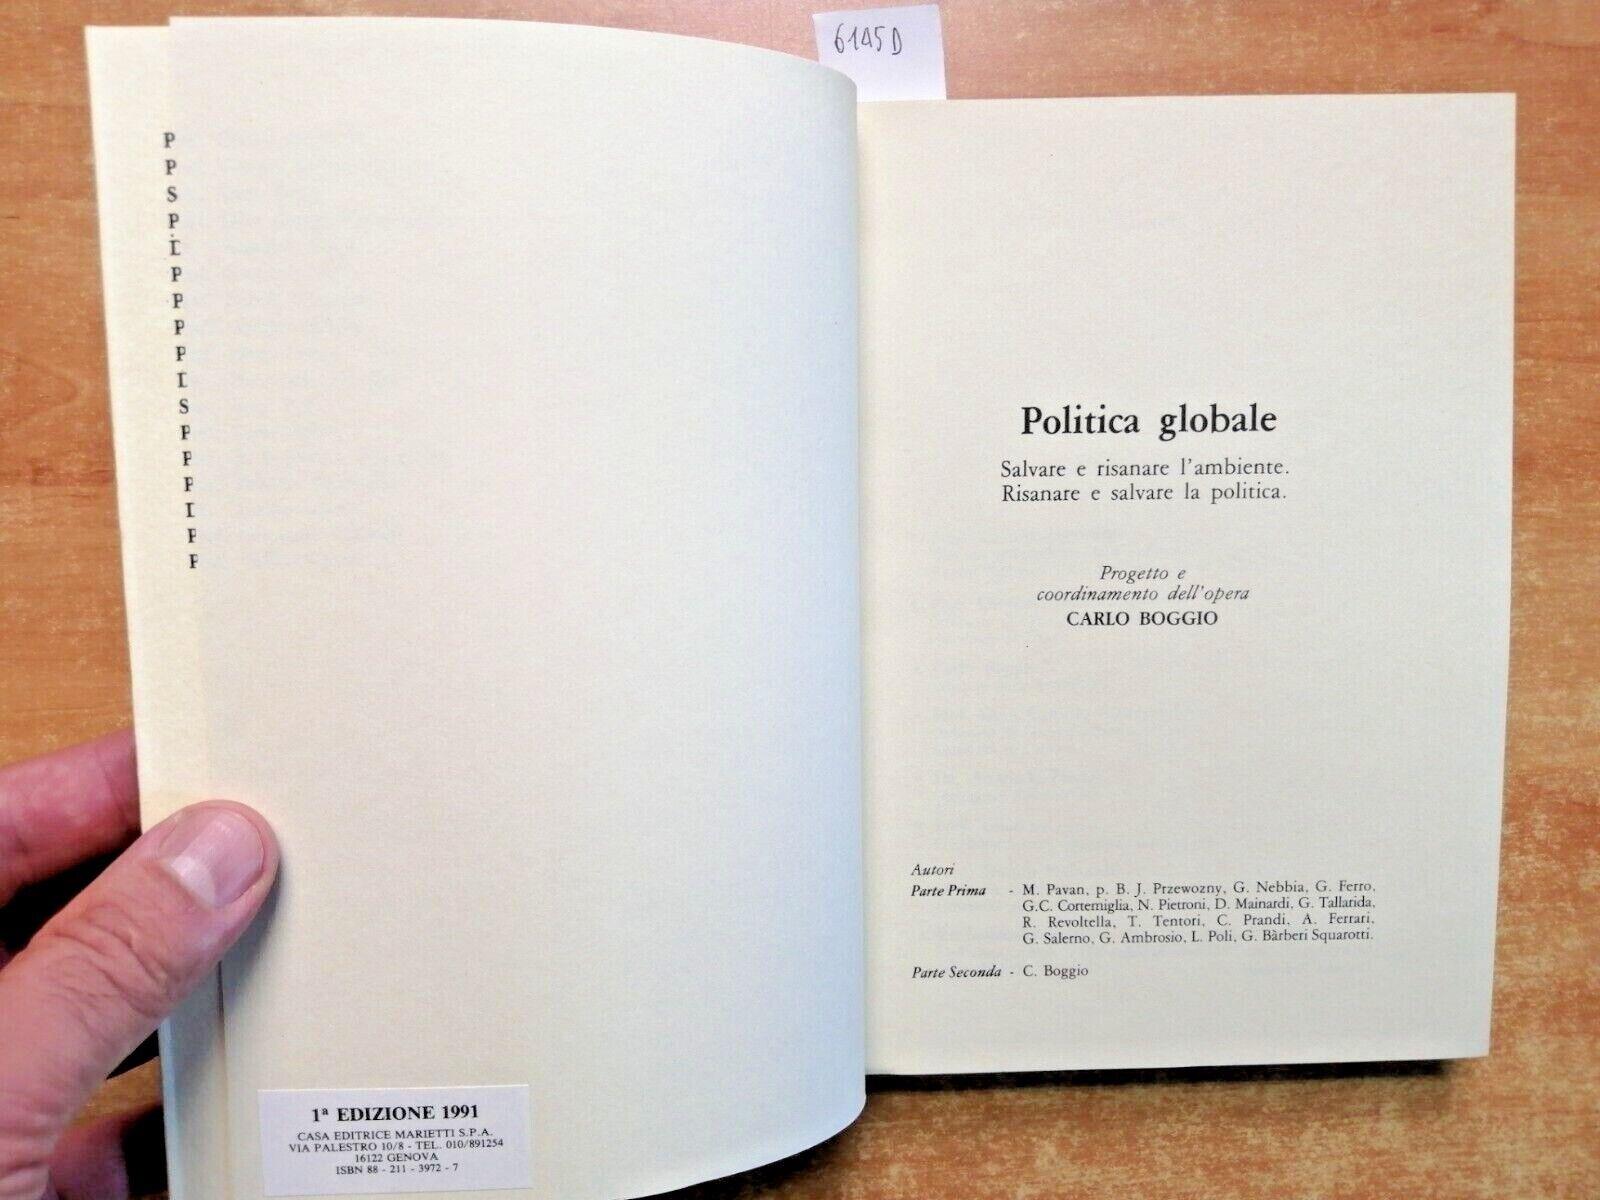 6145D
P
P
S
P
D
P
P
P
P
D
S
P
P
P
D
P
P
1ª EDIZIONE 1991
CASA EDITRICE MARIETTI S.P.A.
VIA PALESTRO 10/8 - TEL. 010/891254
16122 GENOVA
ISBN 88 - 211 - 3972 - 7
Politica globale
Salvare e risanare l'ambiente.
Risanare e salvare la politica.
Progetto e
coordinamento dell'opera
CARLO BOGGIO
Autori
Parte Prima - M. Pavan, p. B. J. Przewozny, G. Nebbia, G. Ferro,
G.C. Cortemiglia, N. Pietroni, D. Mainardi, G. Tallarida,
R. Revoltella, T. Tentori, C. Prandi, A. Ferrari,
G. Salerno, G. Ambrosio, L. Poli, G. Bàrberi Squarotti.
Parte Seconda - C. Boggio